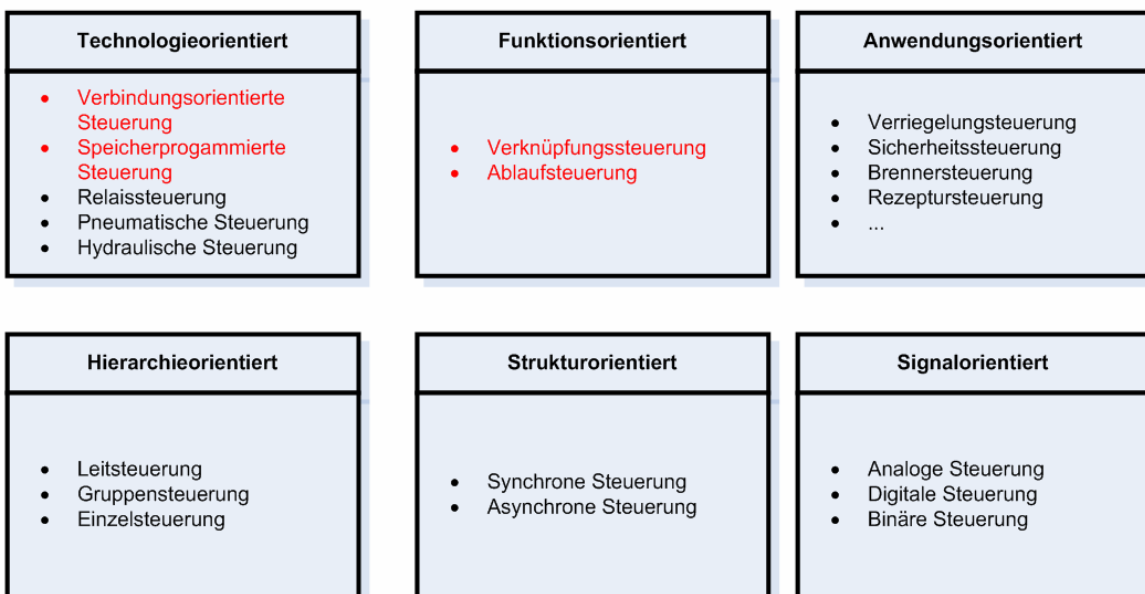 Technologieorientiert
• Verbindungsorientierte
Steuerung
• Speicherprogammierte
Steuerung
• Relaissteuerung
• Pneumatische Steuerung
• Hydraulische Steuerung
Funktionsorientiert
• Verknüpfungssteuerung
• Ablaufsteuerung
Anwendungsorientiert
• Verriegelungsteuerung
• Sicherheitssteuerung
• Brennersteuerung
• Rezeptursteuerung
• ...
Hierarchieorientiert
• Leitsteuerung
• Gruppensteuerung
• Einzelsteuerung
Strukturorientiert
• Synchrone Steuerung
• Asynchrone Steuerung
Signalorientiert
• Analoge Steuerung
• Digitale Steuerung
• Binäre Steuerung